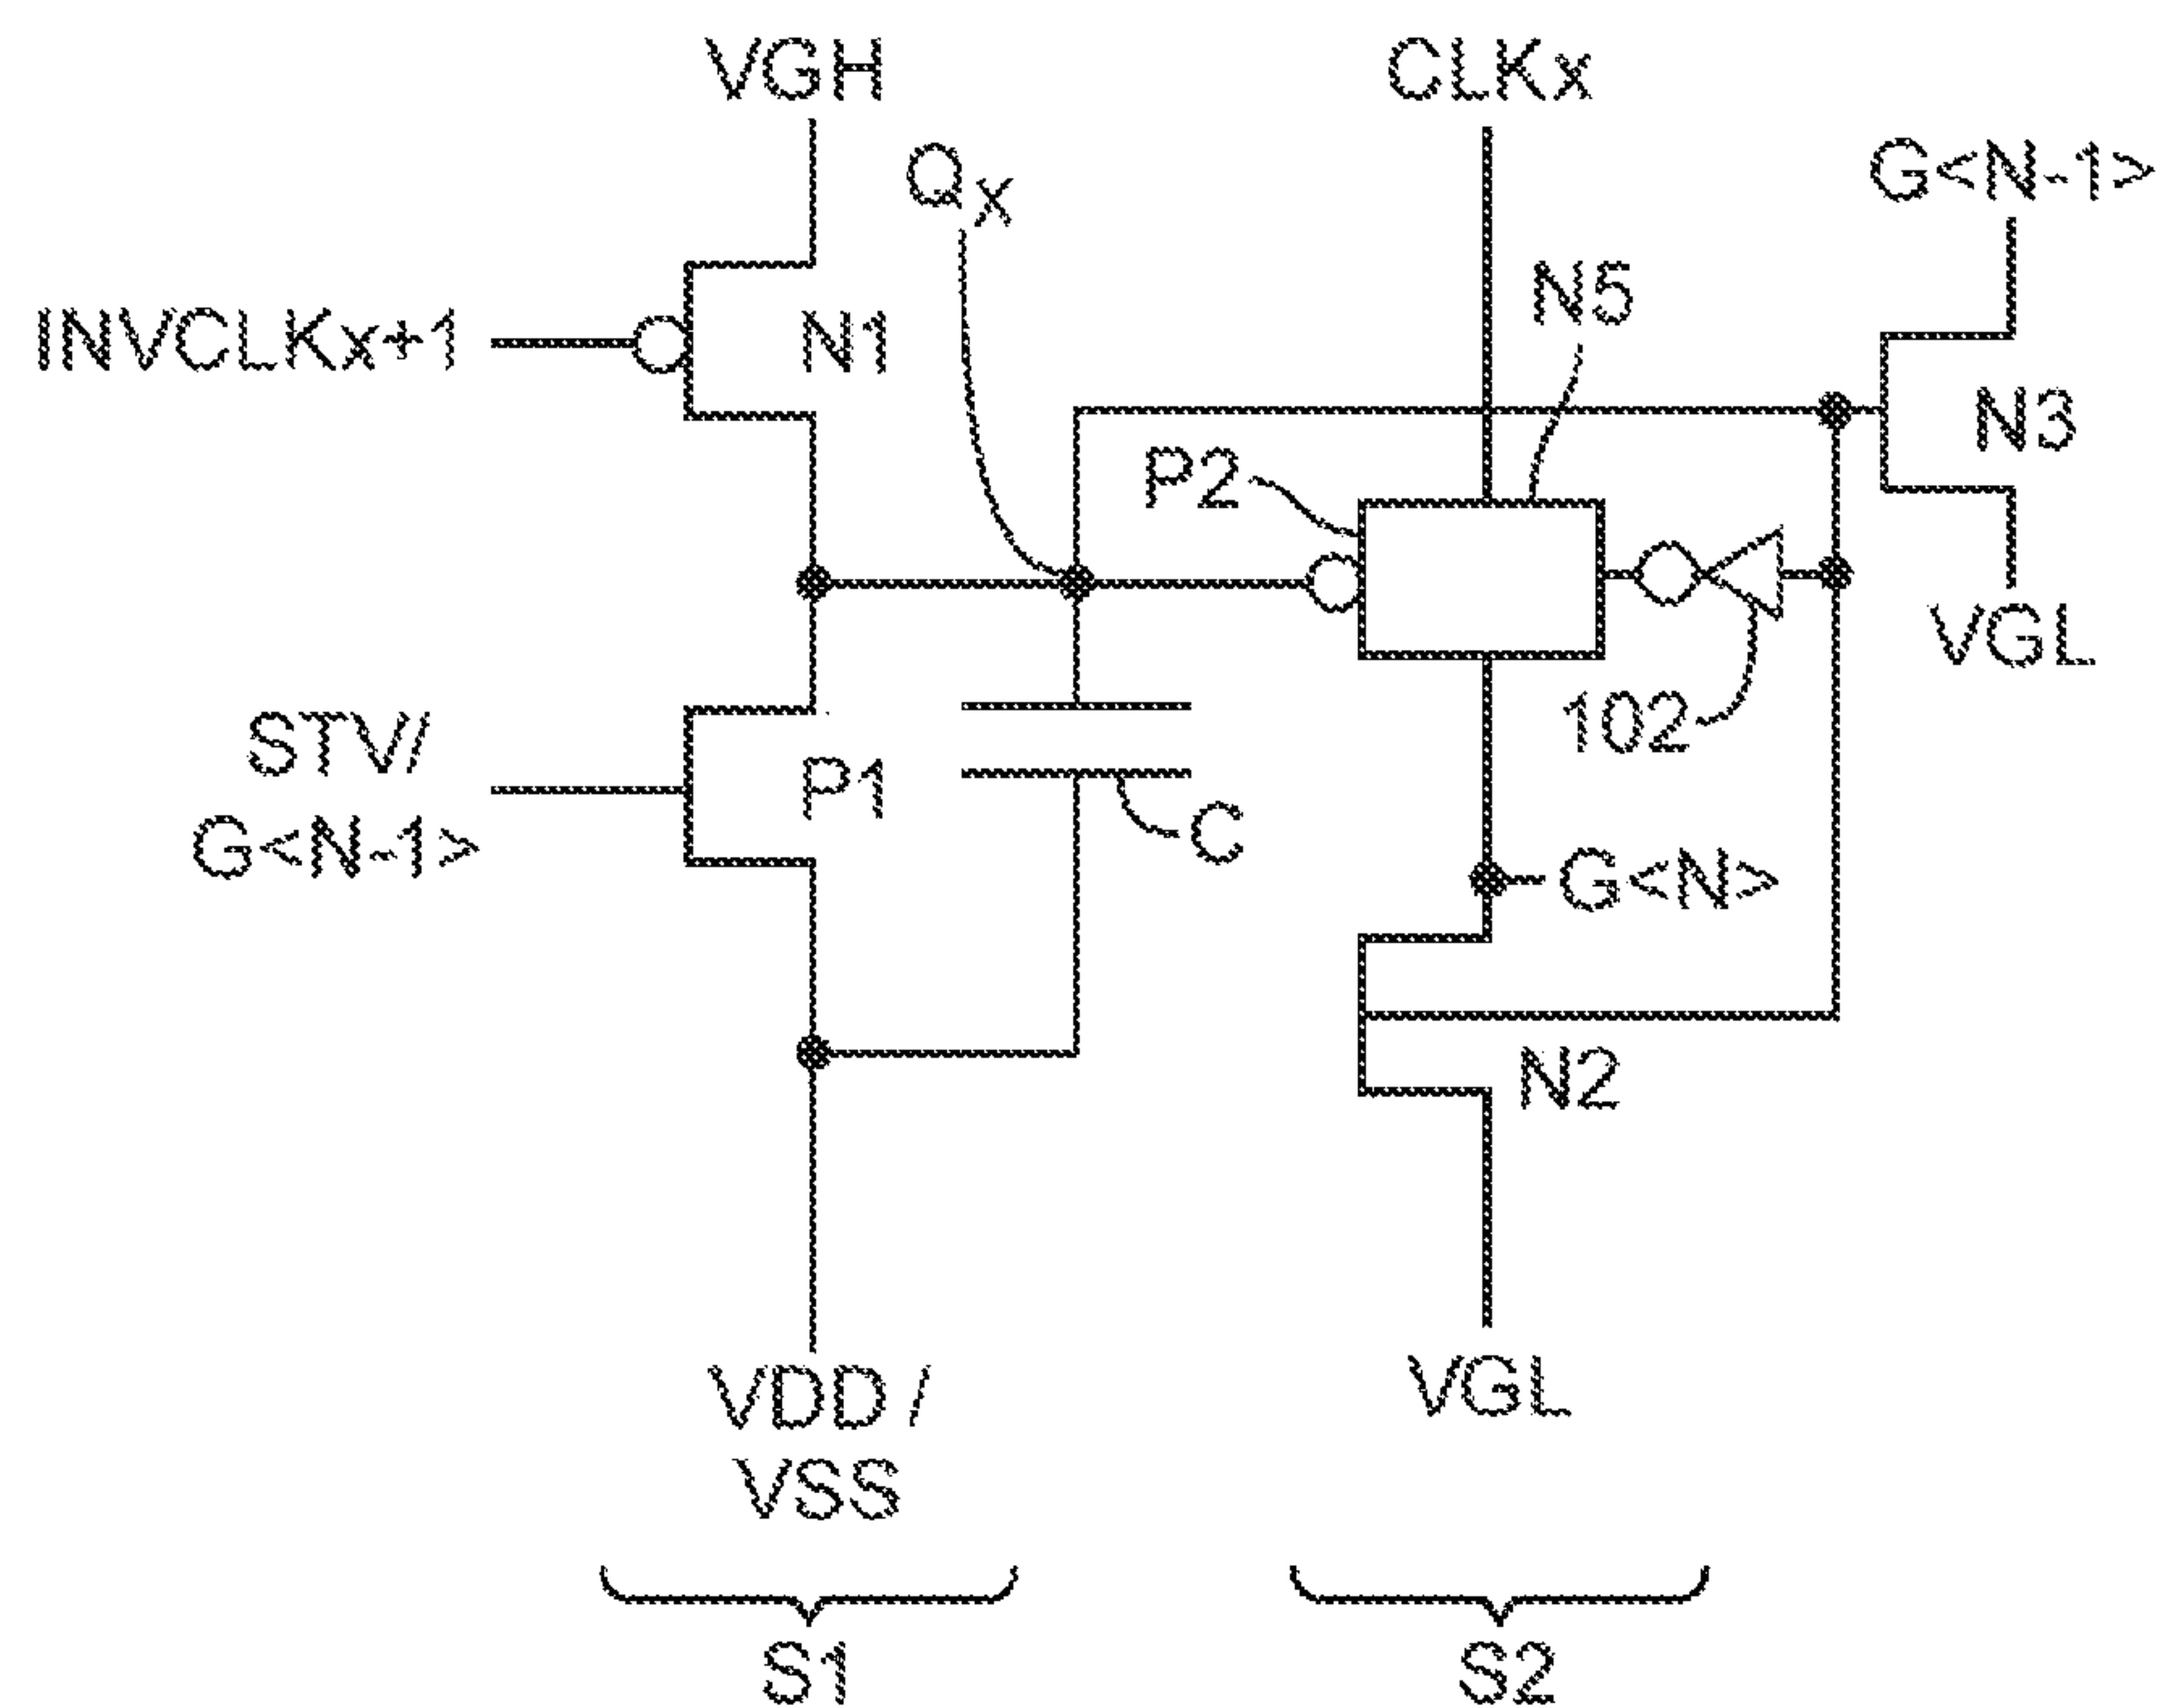 VGH
CLKx
G<N-1>
QX
N5
INVCLKx+1
N1
N3
P2
VGL
STV/
G<N-1>
102
P1
C
G<N>
N2
VDD /
VSS
VGL
S1
S2